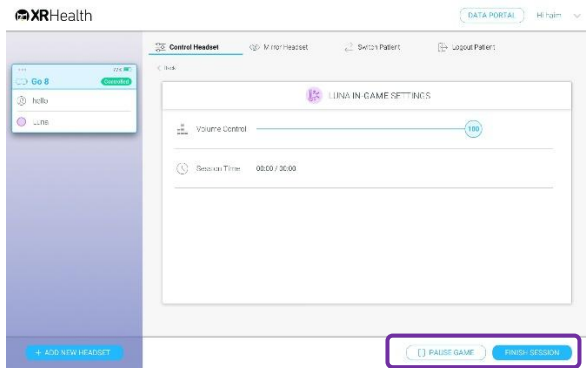 XRHealth
DATA PORTAL
Hi haim
Control Headset
Mirror Headset
Switch Patient
Logout Patient
< Back
Go 8
Connected
hello
Luna
LUNA IN-GAME SETTINGS
Volume Control
100
Session Time
00:00 / 30:00
+ ADD NEW HEADSET
PAUSE GAME
FINISH SESSION